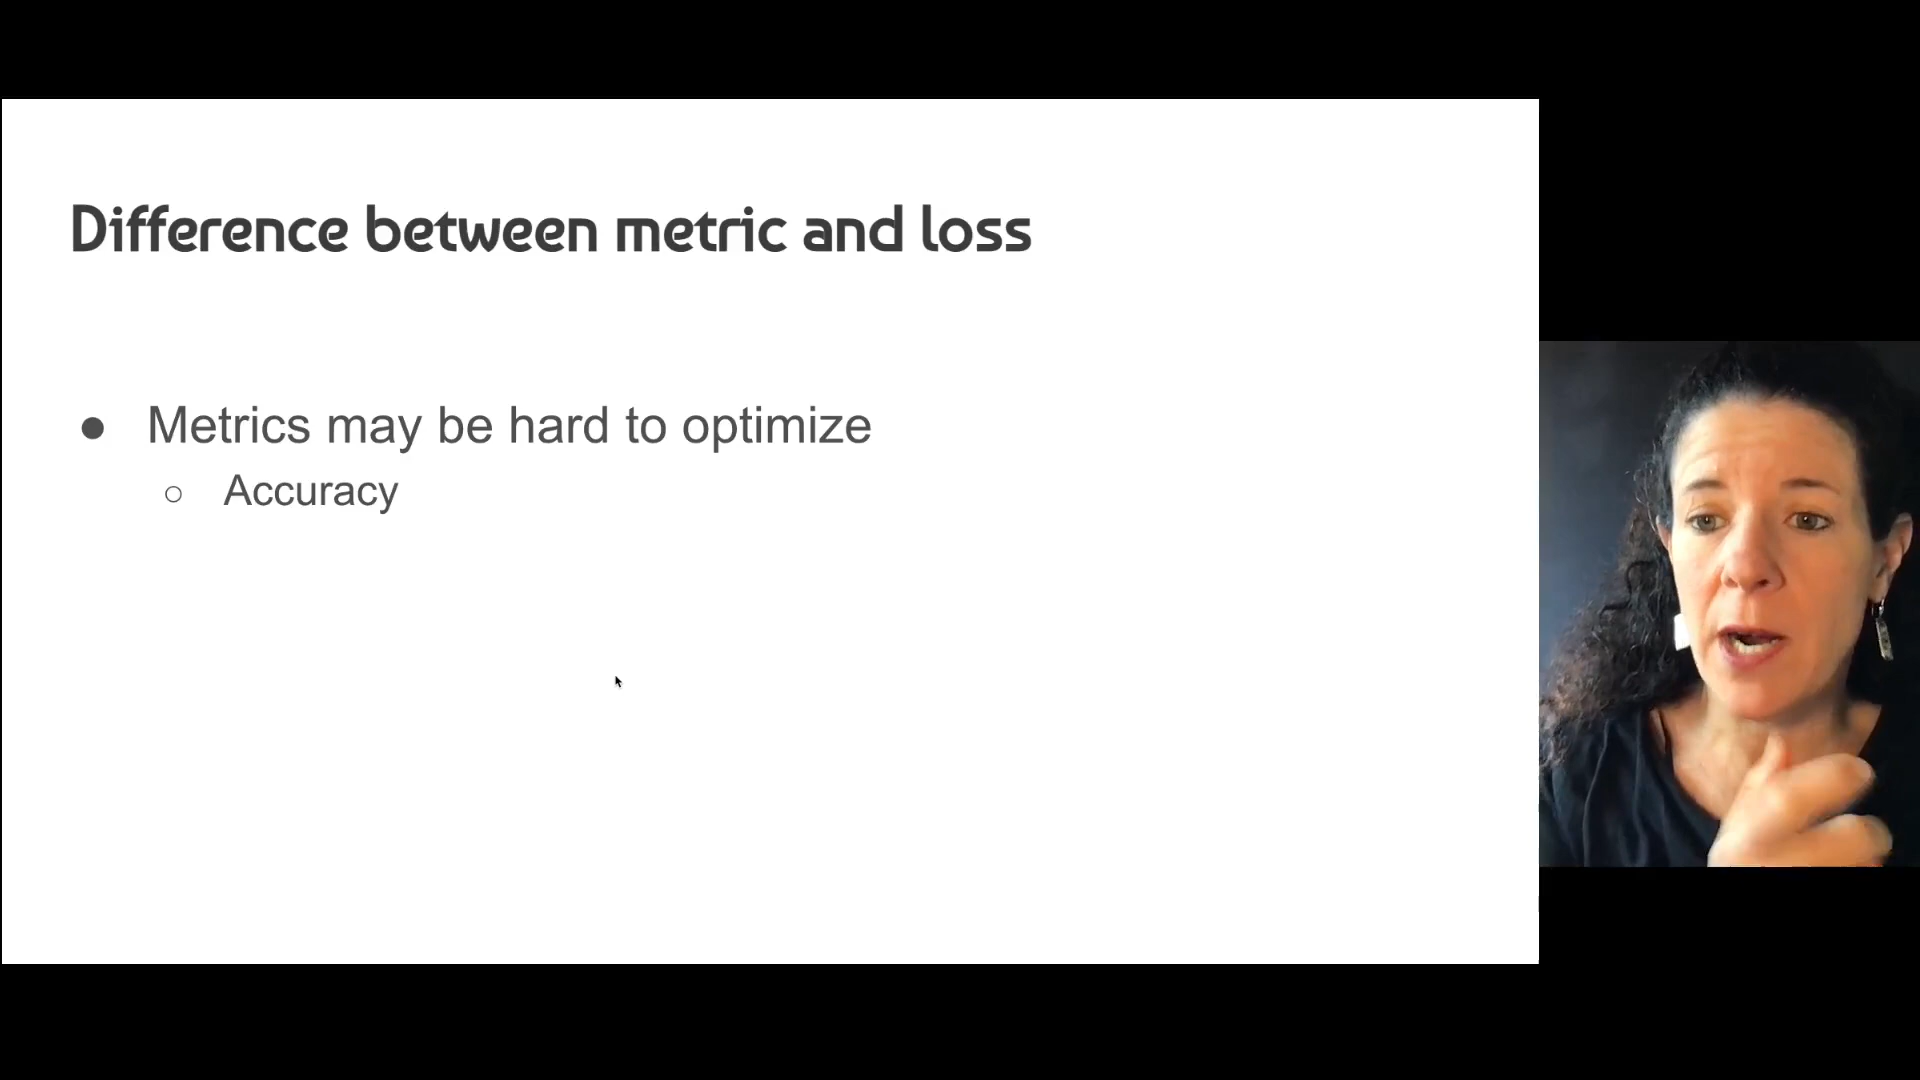 Difference between metric and loss
● Metrics may be hard to optimize
○ Accuracy